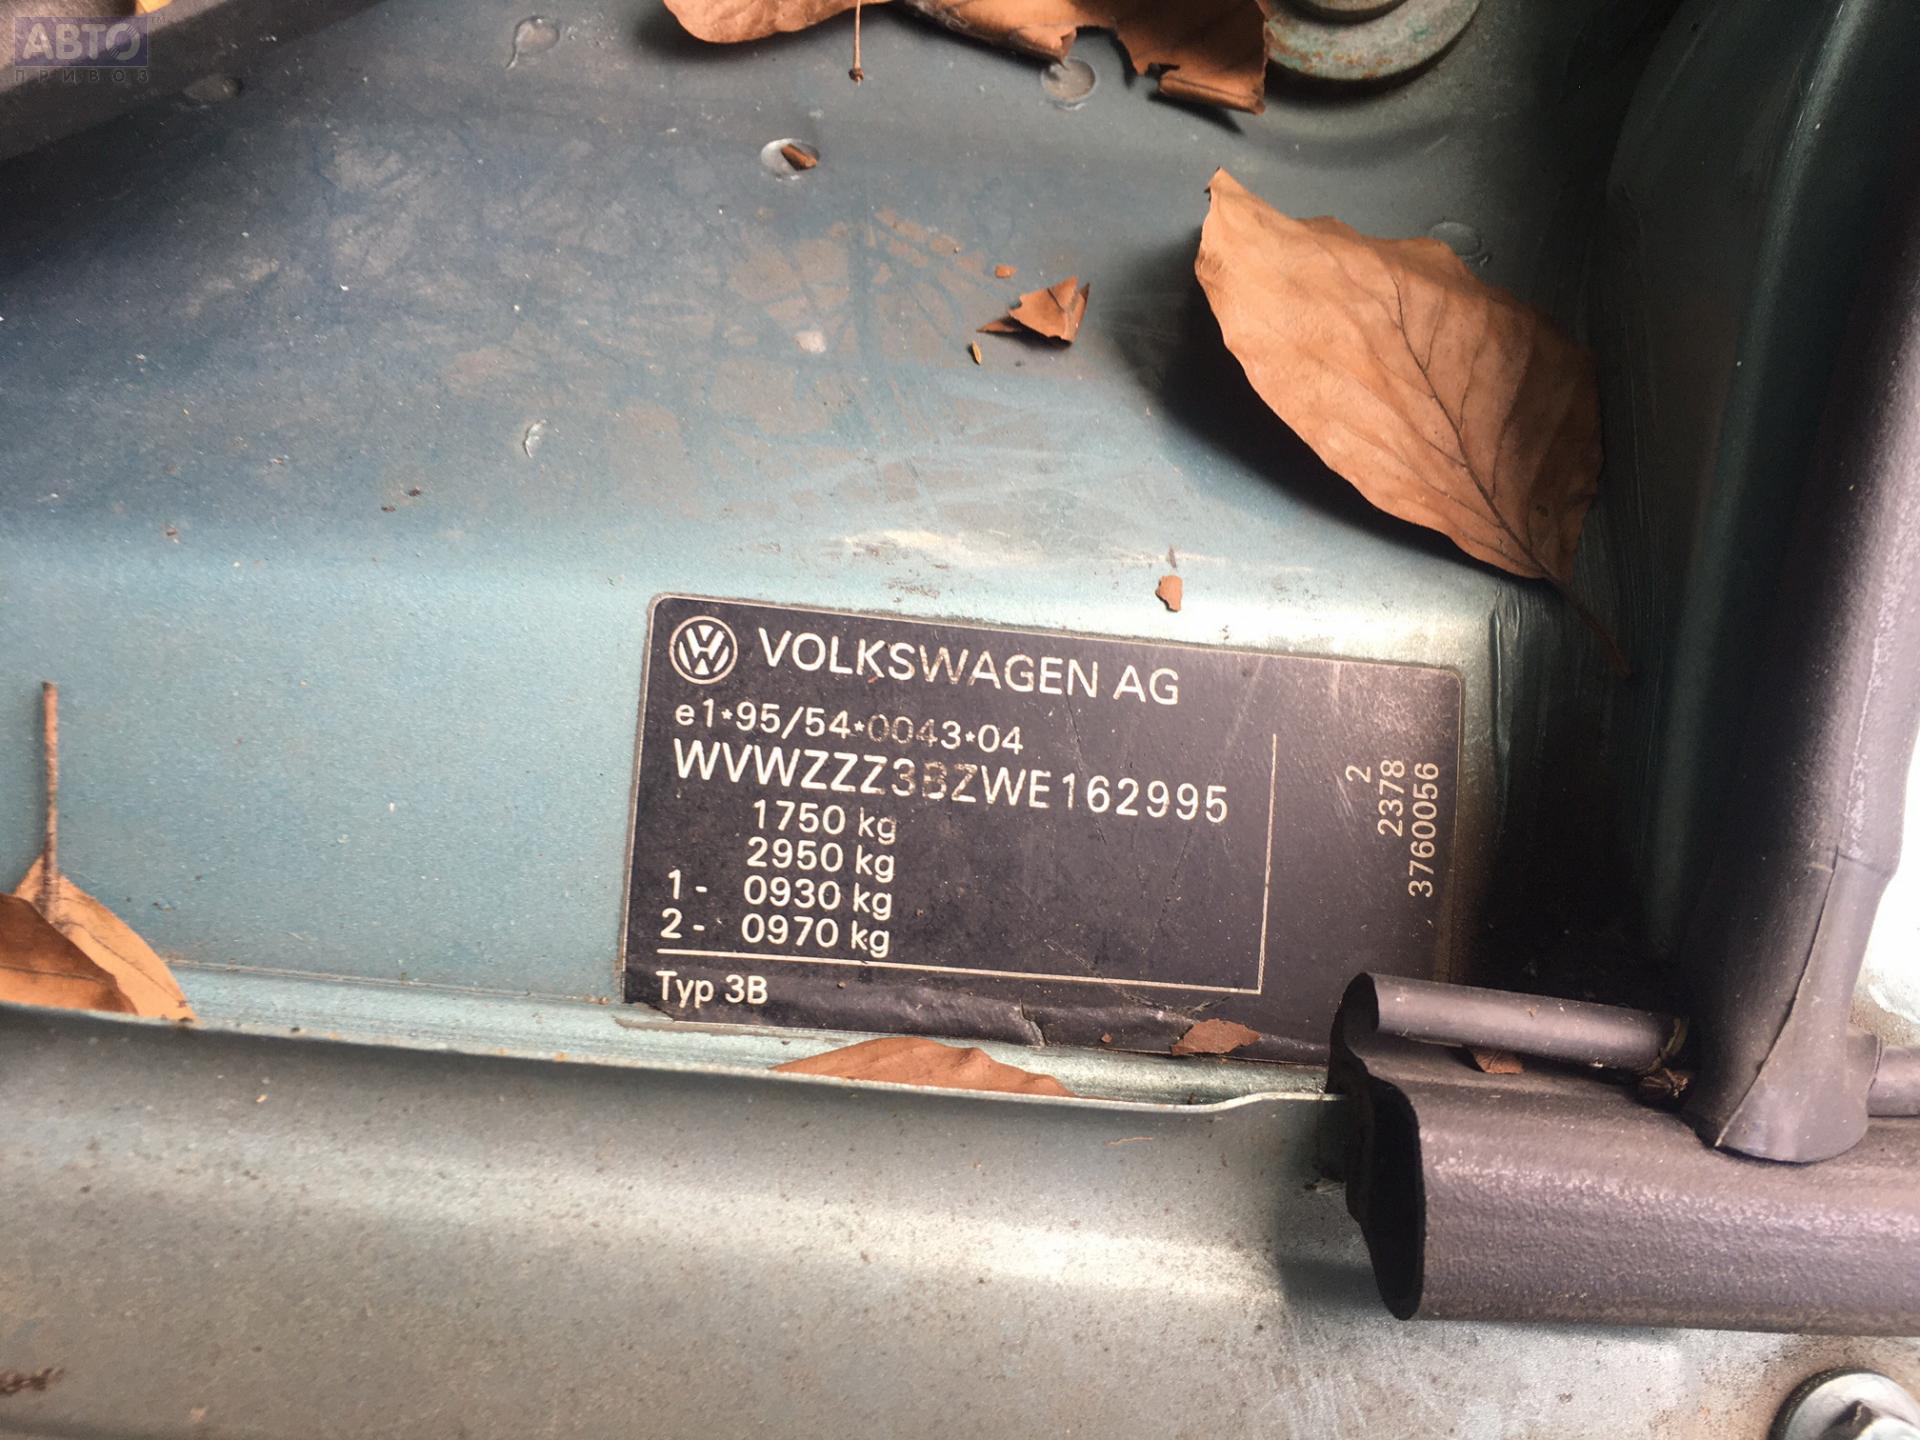 АВТО™
ПРИВОЗ
VOLKSWAGEN AG
e1*95/54*0043*04
WVWZZZ3BZWE162995
1750 kg
2950 kg
1- 0930 kg
2- 0970 kg
Typ 3B
2
2378
3760056